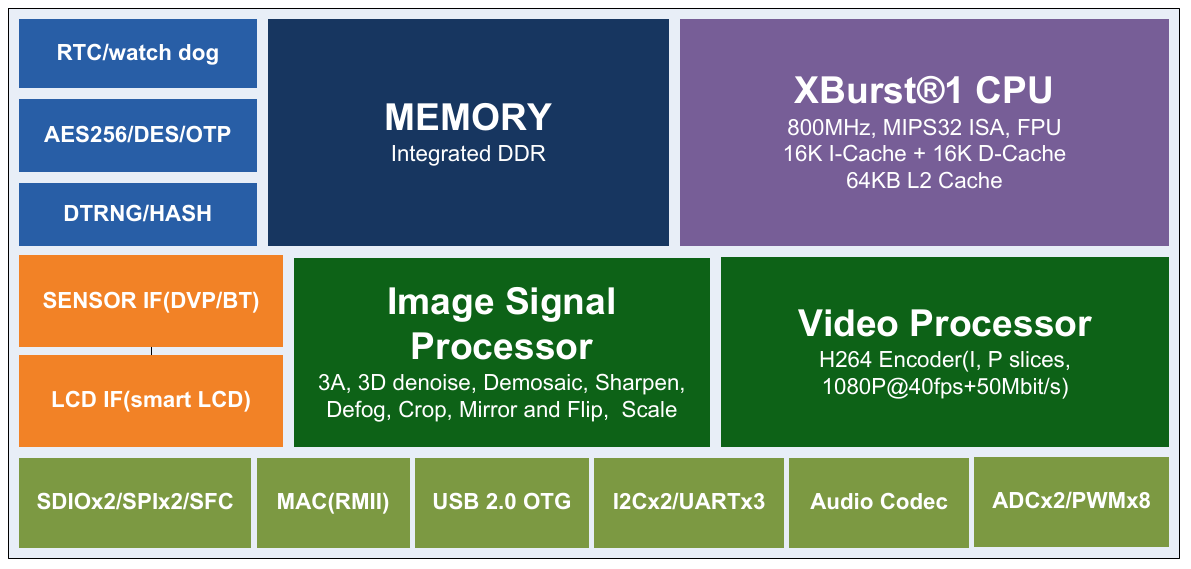 RTC/watch dog
AES256/DES/OTP
DTRNG/HASH
MEMORY
Integrated DDR
XBurst®1 CPU
800MHz, MIPS32 ISA, FPU
16K I-Cache + 16K D-Cache
64KB L2 Cache
SENSOR IF(DVP/BT)
LCD IF(smart LCD)
Image Signal
Processor
3A, 3D denoise, Demosaic, Sharpen,
Defog, Crop, Mirror and Flip, Scale
Video Processor
H264 Encoder(I, P slices,
1080P@40fps+50Mbit/s)
SDIOx2/SPIx2/SFC
MAC(RMII)
USB 2.0 OTG
I2Cx2/UARTx3
Audio Codec
ADCx2/PWMx8